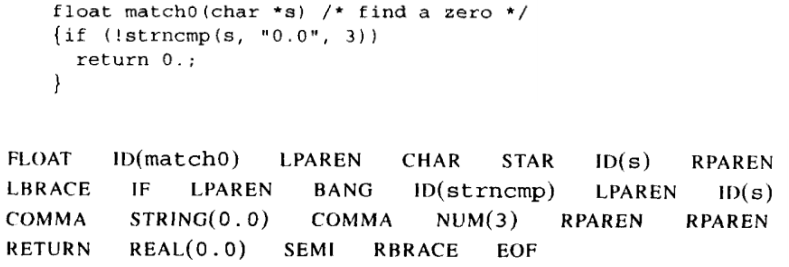 float match0(char *s) /* find a zero */
{if (!strncmp(s, "0.0", 3))
return 0.;
}
FLOAT ID(match0) LPAREN CHAR STAR ID(s) RPAREN
LBRACE IF LPAREN BANG ID(strncmp) LPAREN ID(s)
COMMA STRING(0.0) COMMA NUM(3) RPAREN RPAREN
RETURN REAL(0.0) SEMI RBRACE EOF